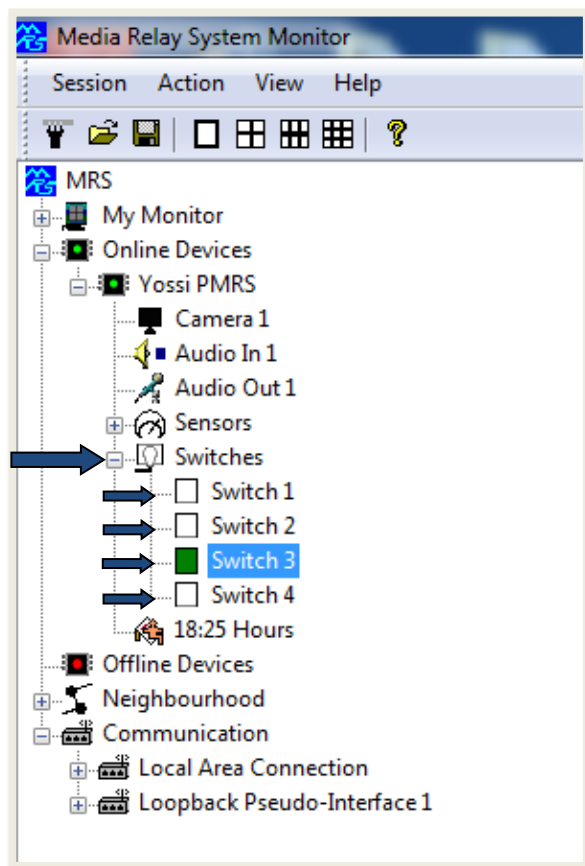 Media Relay System Monitor
Session Action View Help
MRS
My Monitor
Online Devices
Yossi PMRS
Camera 1
Audio In 1
Audio Out 1
Sensors
Switches
Switch 1
Switch 2
Switch 3
Switch 4
18:25 Hours
Offline Devices
Neighbourhood
Communication
Local Area Connection
Loopback Pseudo-Interface 1